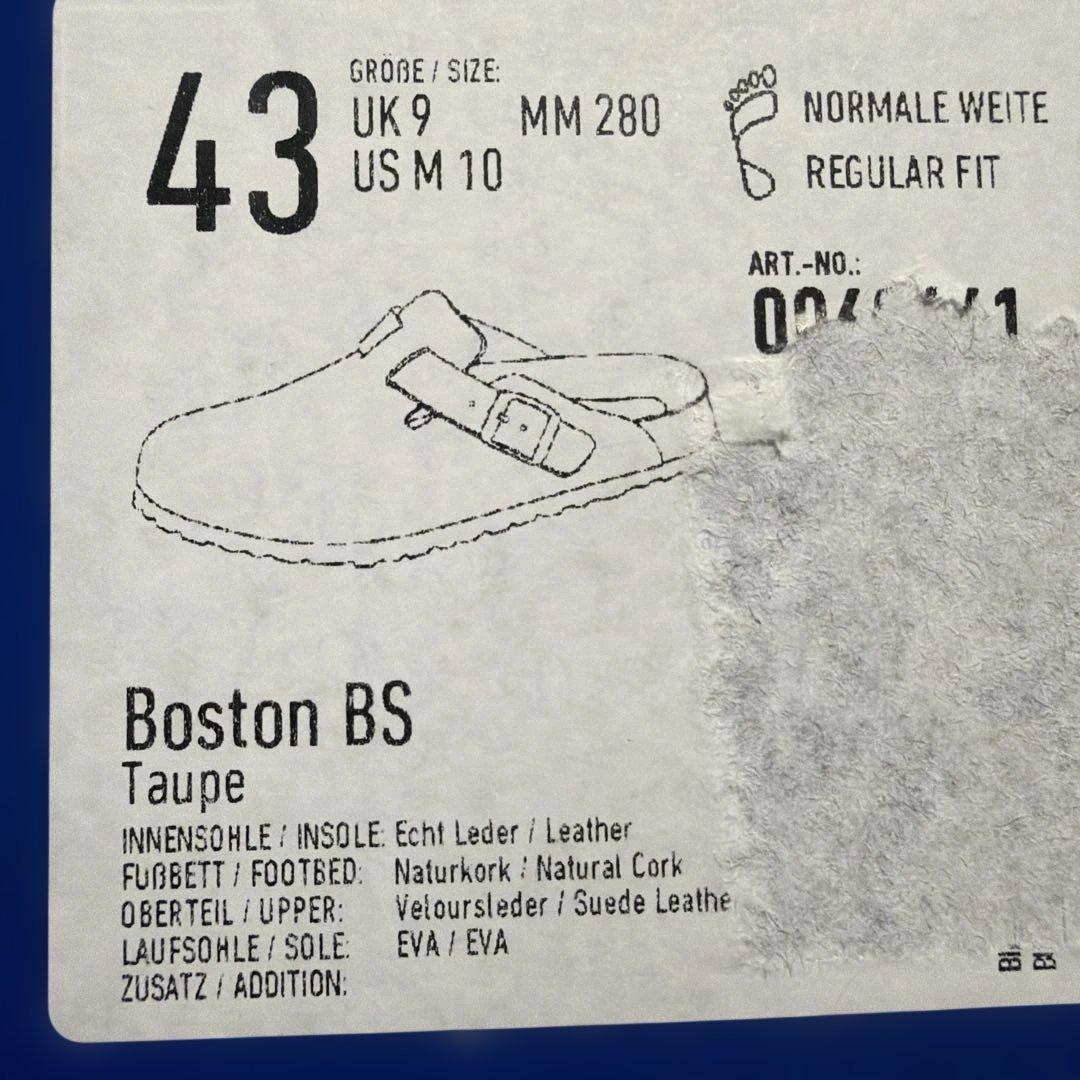 43
GRÖßE / SIZE:
UK 9 MM 280
US M 10
NORMALE WEITE
REGULAR FIT
ART.-NO.:
Boston BS
Taupe
INNENSOHLE / INSOLE: Echt Leder / Leather
FUßBETT / FOOTBED: Naturkork / Natural Cork
OBERTEIL / UPPER: Veloursleder / Suede Leathe
LAUFSOHLE / SOLE: EVA / EVA
ZUSATZ / ADDITION: